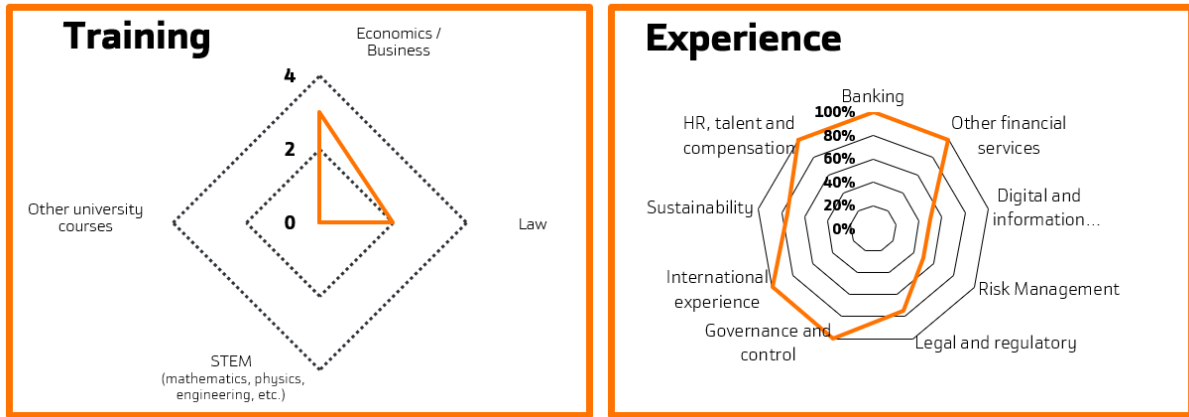 Training
Economics /
Business
4
2
0
Other university
courses
Law
STEM
(mathematics, physics,
engineering, etc.)
Experience
Banking
100%
80%
60%
40%
20%
0%
HR, talent and
compensation
Other financial
services
Sustainability
Digital and
information...
International
experience
Risk Management
Governance and
control
Legal and regulatory